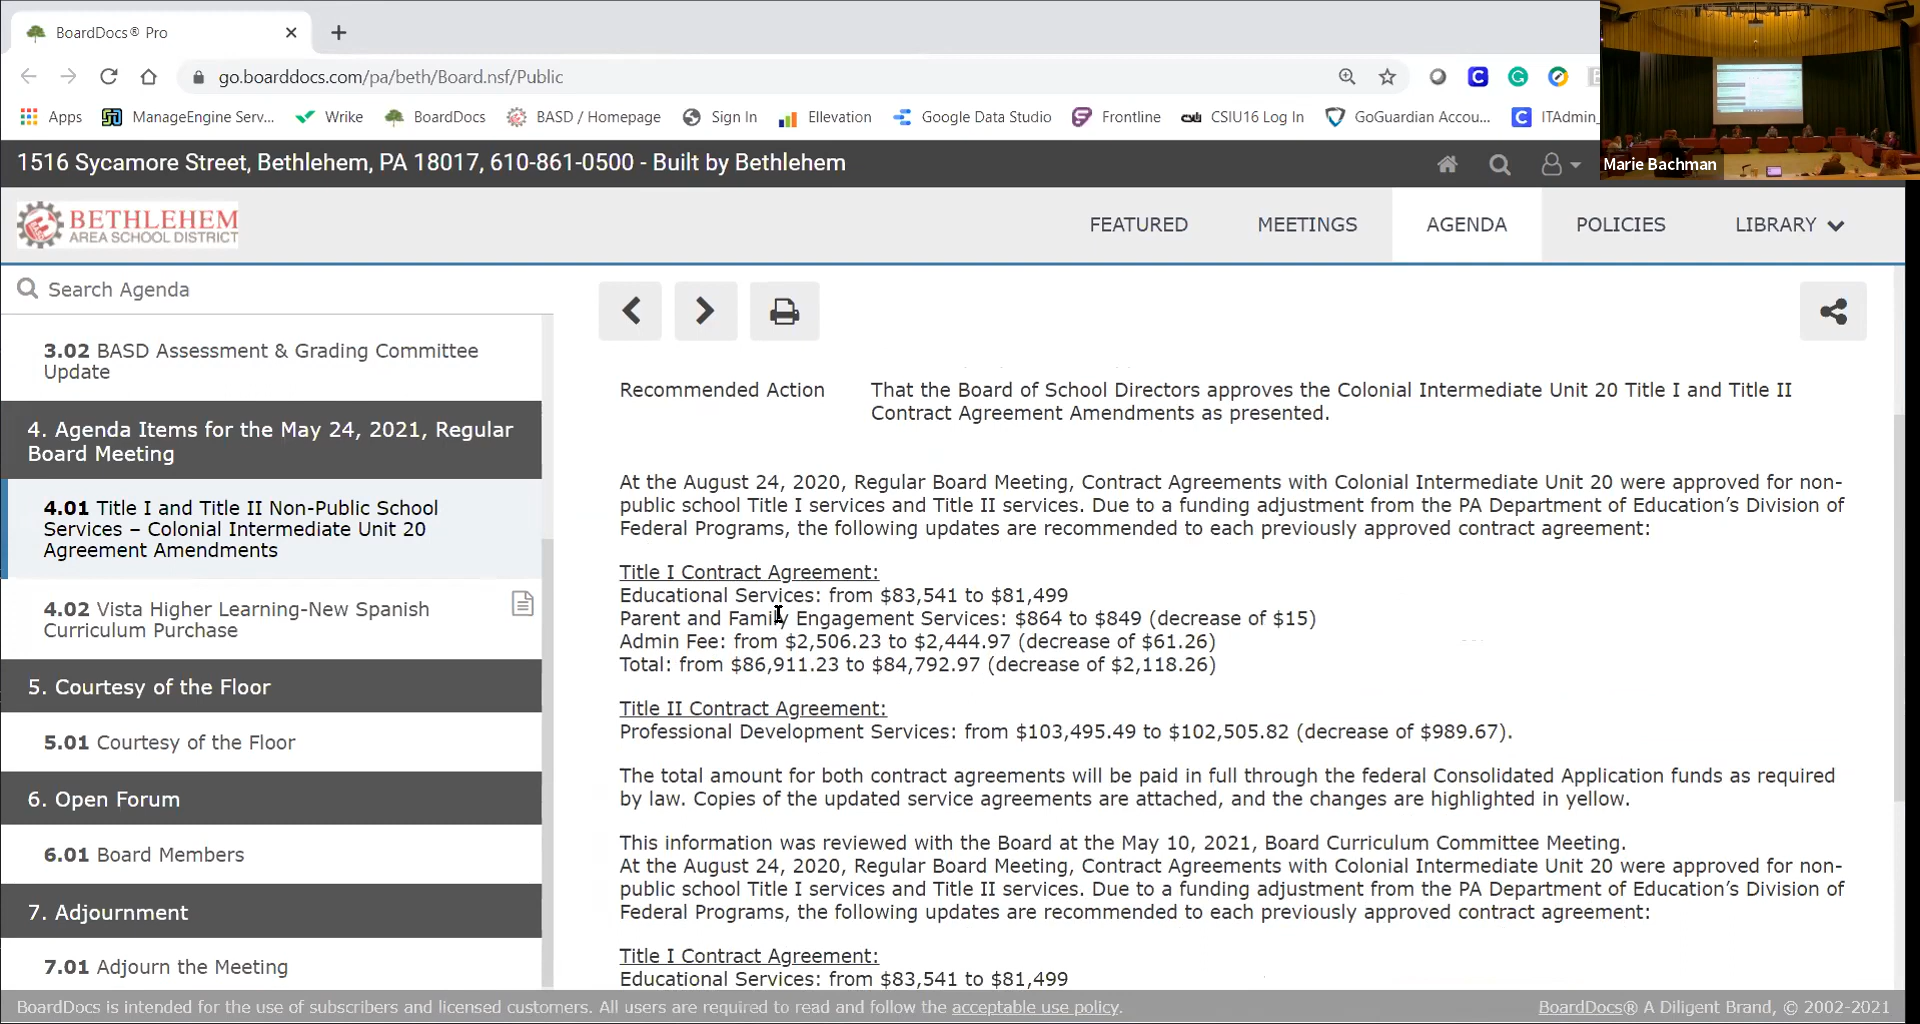 BoardDocs® Pro
go.boarddocs.com/pa/beth/Board.nsf/Public
Apps
ManageEngine Serv...
Wrike
BoardDocs
BASD / Homepage
Sign In
Ellevation
Google Data Studio
Frontline
CSIU16 Log In
GoGuardian Accou...
ITAdmin
Marie Bachman
1516 Sycamore Street, Bethlehem, PA 18017, 610-861-0500 - Built by Bethlehem
BETHLEHEM
AREA SCHOOL DISTRICT
FEATURED
MEETINGS
AGENDA
POLICIES
LIBRARY
Search Agenda
3.02 BASD Assessment & Grading Committee
Update
4. Agenda Items for the May 24, 2021, Regular
Board Meeting
4.01 Title I and Title II Non-Public School
Services – Colonial Intermediate Unit 20
Agreement Amendments
4.02 Vista Higher Learning-New Spanish
Curriculum Purchase
5. Courtesy of the Floor
5.01 Courtesy of the Floor
6. Open Forum
6.01 Board Members
7. Adjournment
7.01 Adjourn the Meeting
Recommended Action
That the Board of School Directors approves the Colonial Intermediate Unit 20 Title I and Title II
Contract Agreement Amendments as presented.
At the August 24, 2020, Regular Board Meeting, Contract Agreements with Colonial Intermediate Unit 20 were approved for non-
public school Title I services and Title II services. Due to a funding adjustment from the PA Department of Education’s Division of
Federal Programs, the following updates are recommended to each previously approved contract agreement:
Title I Contract Agreement:
Educational Services: from $83,541 to $81,499
Parent and Family Engagement Services: $864 to $849 (decrease of $15)
Admin Fee: from $2,506.23 to $2,444.97 (decrease of $61.26)
Total: from $86,911.23 to $84,792.97 (decrease of $2,118.26)
Title II Contract Agreement:
Professional Development Services: from $103,495.49 to $102,505.82 (decrease of $989.67).
The total amount for both contract agreements will be paid in full through the federal Consolidated Application funds as required
by law. Copies of the updated service agreements are attached, and the changes are highlighted in yellow.
This information was reviewed with the Board at the May 10, 2021, Board Curriculum Committee Meeting.
At the August 24, 2020, Regular Board Meeting, Contract Agreements with Colonial Intermediate Unit 20 were approved for non-
public school Title I services and Title II services. Due to a funding adjustment from the PA Department of Education’s Division of
Federal Programs, the following updates are recommended to each previously approved contract agreement:
Title I Contract Agreement:
Educational Services: from $83,541 to $81,499
BoardDocs is intended for the use of subscribers and licensed customers. All users are required to read and follow the acceptable use policy.
BoardDocs® A Diligent Brand, © 2002-2021